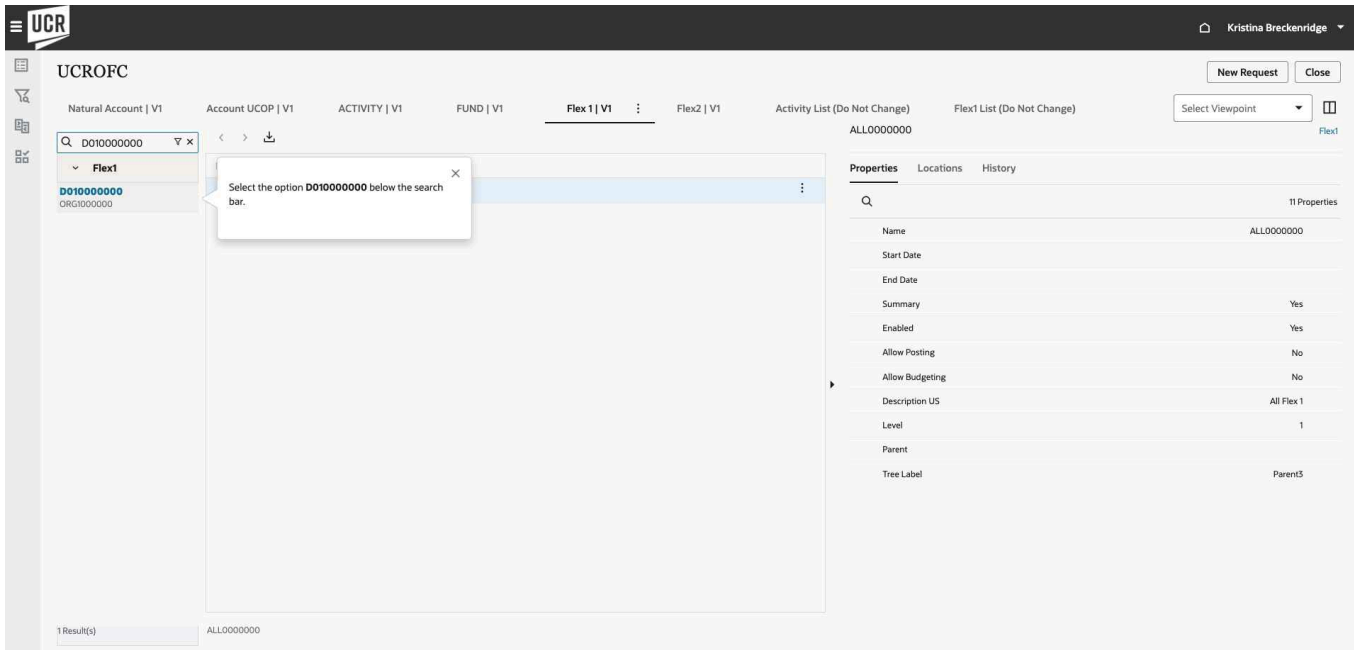 UCR
Kristina Breckenridge
UCROFC
New Request
Close
Natural Account | V1
Account UCOP | V1
ACTIVITY | V1
FUND | V1
Flex 1 | V1
Flex2 | V1
Activity List (Do Not Change)
Flex1 List (Do Not Change)
Select Viewpoint
D010000000
Flex1
D010000000
ORG1000000
Select the option D010000000 below the search
bar.
ALL0000000
Flex1
Properties
Locations
History
11 Properties
Name ALL0000000
Start Date
End Date
Summary Yes
Enabled Yes
Allow Posting No
Allow Budgeting No
Description US All Flex 1
Level 1
Parent
Tree Label Parent3
1 Result(s)
ALL0000000